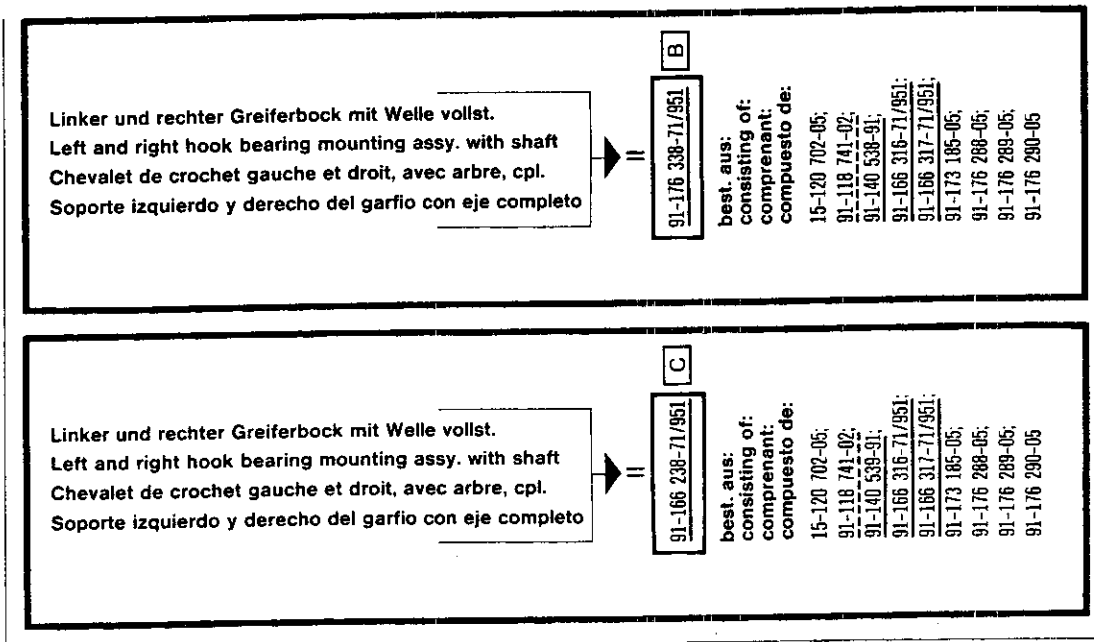 Linker und rechter Greiferbock mit Welle vollst.
Left and right hook bearing mounting assy. with shaft
Chevalet de crochet gauche et droit, avec arbre, cpl.
Soporte izquierdo y derecho del garfio con eje completo
=
91-176 338-71/951
B
best. aus:
consisting of:
comprenant:
compuesto de:
15-120 702-05;
91-118 741-02;
91-140 538-91;
91-166 316-71/951;
91-166 317-71/951;
91-173 185-05;
91-176 288-05;
91-176 289-05;
91-176 290-05
Linker und rechter Greiferbock mit Welle vollst.
Left and right hook bearing mounting assy. with shaft
Chevalet de crochet gauche et droit, avec arbre, cpl.
Soporte izquierdo y derecho del garfio con eje completo
=
91-166 238-71/951
C
best. aus:
consisting of:
comprenant:
compuesto de:
15-120 702-05;
91-118 741-02;
91-140 539-91;
91-166 316-71/951;
91-166 317-71/951;
91-173 185-05;
91-176 288-05;
91-176 289-05;
91-176 290-05